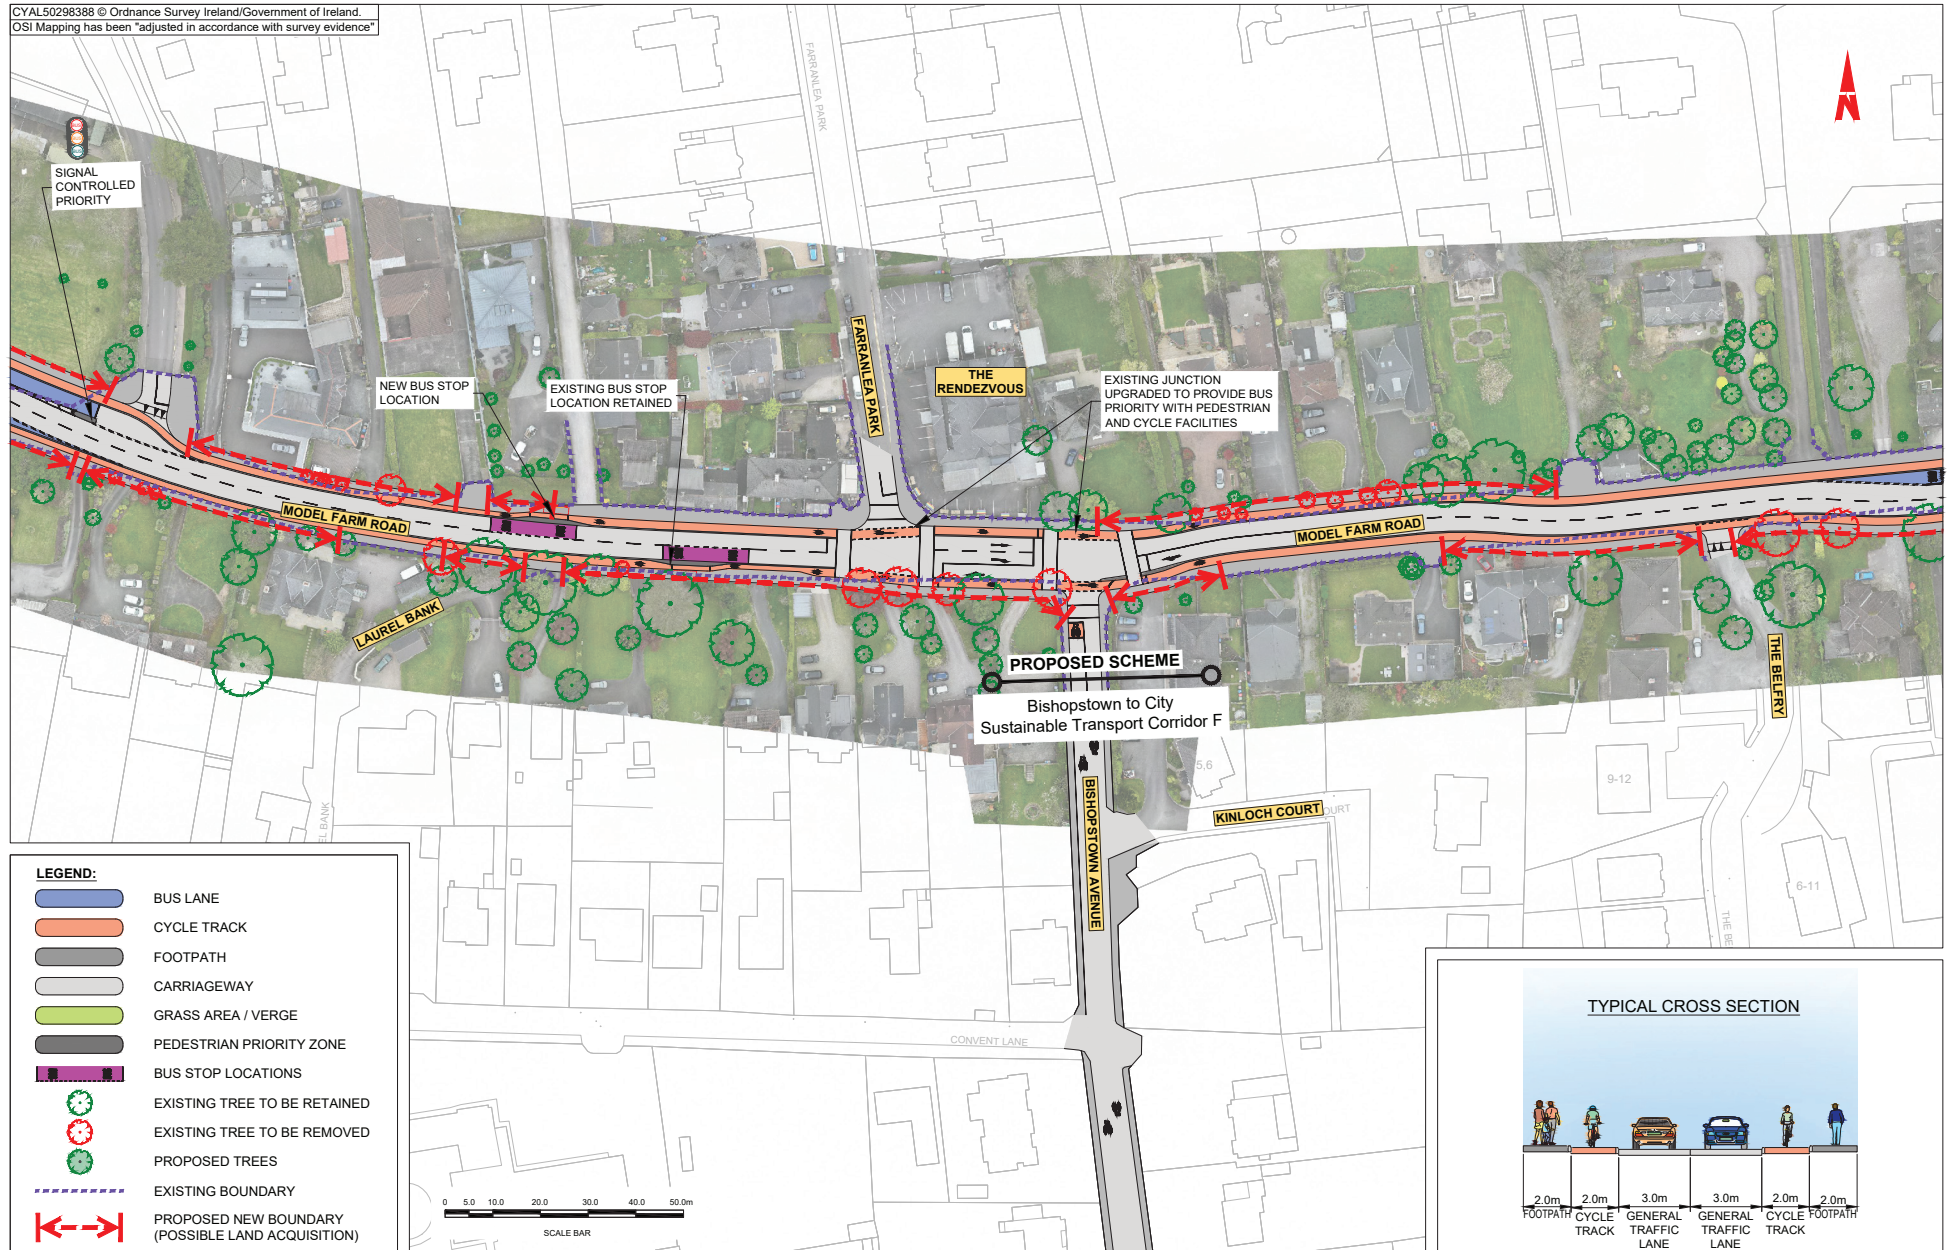 CYAL50298388 © Ordnance Survey Ireland/Government of Ireland.
OSI Mapping has been "adjusted in accordance with survey evidence"
FARRANLEA PARK
N
SIGNAL
CONTROLLED
PRIORITY
NEW BUS STOP
LOCATION
EXISTING BUS STOP
LOCATION RETAINED
FARRANLEA PARK
THE
RENDEZVOUS
EXISTING JUNCTION
UPGRADED TO PROVIDE BUS
PRIORITY WITH PEDESTRIAN
AND CYCLE FACILITIES
MODEL FARM ROAD
MODEL FARM ROAD
LAUREL BANK
THE BELFRY
PROPOSED SCHEME
Bishopstown to City
Sustainable Transport Corridor F
5,6
9-12
BISHOPSTOWN AVENUE
KINLOCH COURT
OURT
EL BANK
6-11
THE BE
CONVENT LANE
LEGEND:
BUS LANE
CYCLE TRACK
FOOTPATH
CARRIAGEWAY
GRASS AREA / VERGE
PEDESTRIAN PRIORITY ZONE
BUS STOP LOCATIONS
EXISTING TREE TO BE RETAINED
EXISTING TREE TO BE REMOVED
PROPOSED TREES
EXISTING BOUNDARY
PROPOSED NEW BOUNDARY
(POSSIBLE LAND ACQUISITION)
0 5.0 10.0 20.0 30.0 40.0 50.0m
SCALE BAR
TYPICAL CROSS SECTION
2.0m 2.0m 3.0m 3.0m 2.0m 2.0m
FOOTPATH CYCLE GENERAL GENERAL CYCLE FOOTPATH
TRACK TRAFFIC TRAFFIC TRACK
LANE LANE